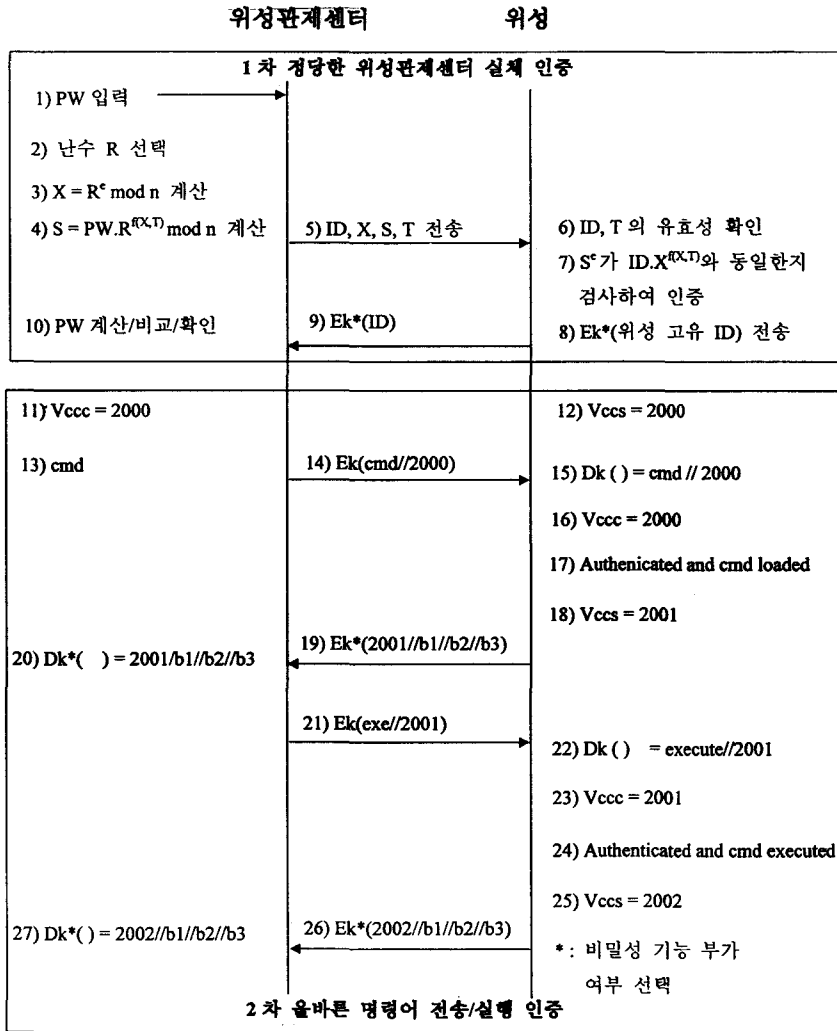 위성관제센터 위성
1 차 정당한 위성관제센터 실체 인증
1) PW 입력
2) 난수 R 선택
3) X = R^e mod n 계산
4) S = PW.R^f(X,T) mod n 계산
5) ID, X, S, T 전송
6) ID, T 의 유효성 확인
7) S^e가 ID.X^f(X,T)와 동일한지
검사하여 인증
8) Ek*(위성 고유 ID) 전송
9) Ek*(ID)
10) PW 계산/비교/확인
11) Vccc = 2000
12) Vccs = 2000
13) cmd
14) Ek(cmd//2000)
15) Dk ( ) = cmd // 2000
16) Vccc = 2000
17) Authenicated and cmd loaded
18) Vccs = 2001
19) Ek*(2001//b1//b2//b3)
20) Dk*( ) = 2001/b1//b2//b3
21) Ek(exe//2001)
22) Dk ( ) = execute//2001
23) Vccc = 2001
24) Authenticated and cmd executed
25) Vccs = 2002
26) Ek*(2002//b1//b2//b3)
27) Dk*( ) = 2002//b1//b2//b3
* : 비밀성 기능 부가
여부 선택
2 차 올바른 명령어 전송/실행 인증